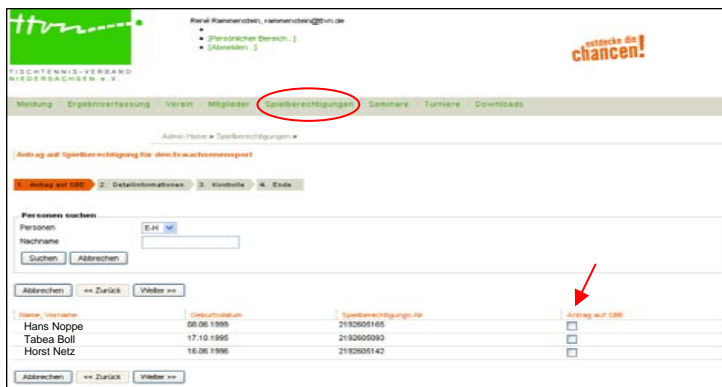 ttvn
TISCHTENNIS-VERBAND
NIEDERSACHSEN e.V.
René Rammenstein, rammenstein@ttvn.de
[Persönlicher Bereich...]
[Abmelden...]
entdecke die
chancen!
Meldung Ergebniserfassung Verein Mitglieder Spielberechtigungen Seminare Turniere Downloads
Admin Home » Spielberechtigungen »
Antrag auf Spielberechtigung für den Erwachsenensport
1. Antrag auf SBE 2. Detailinformationen 3. Kontrolle 4. Ende
Personen suchen
Personen E-H
Nachname
Suchen Abbrechen
Abbrechen << Zurück Weiter >>
Name, Vorname Geburtsdatum Spielberechtigungs-Nr Antrag auf SBE
Hans Noppe 08.06.1999 2192605165
Tabea Boll 17.10.1995 2192605093
Horst Netz 16.06.1996 2192605142
Abbrechen << Zurück Weiter >>